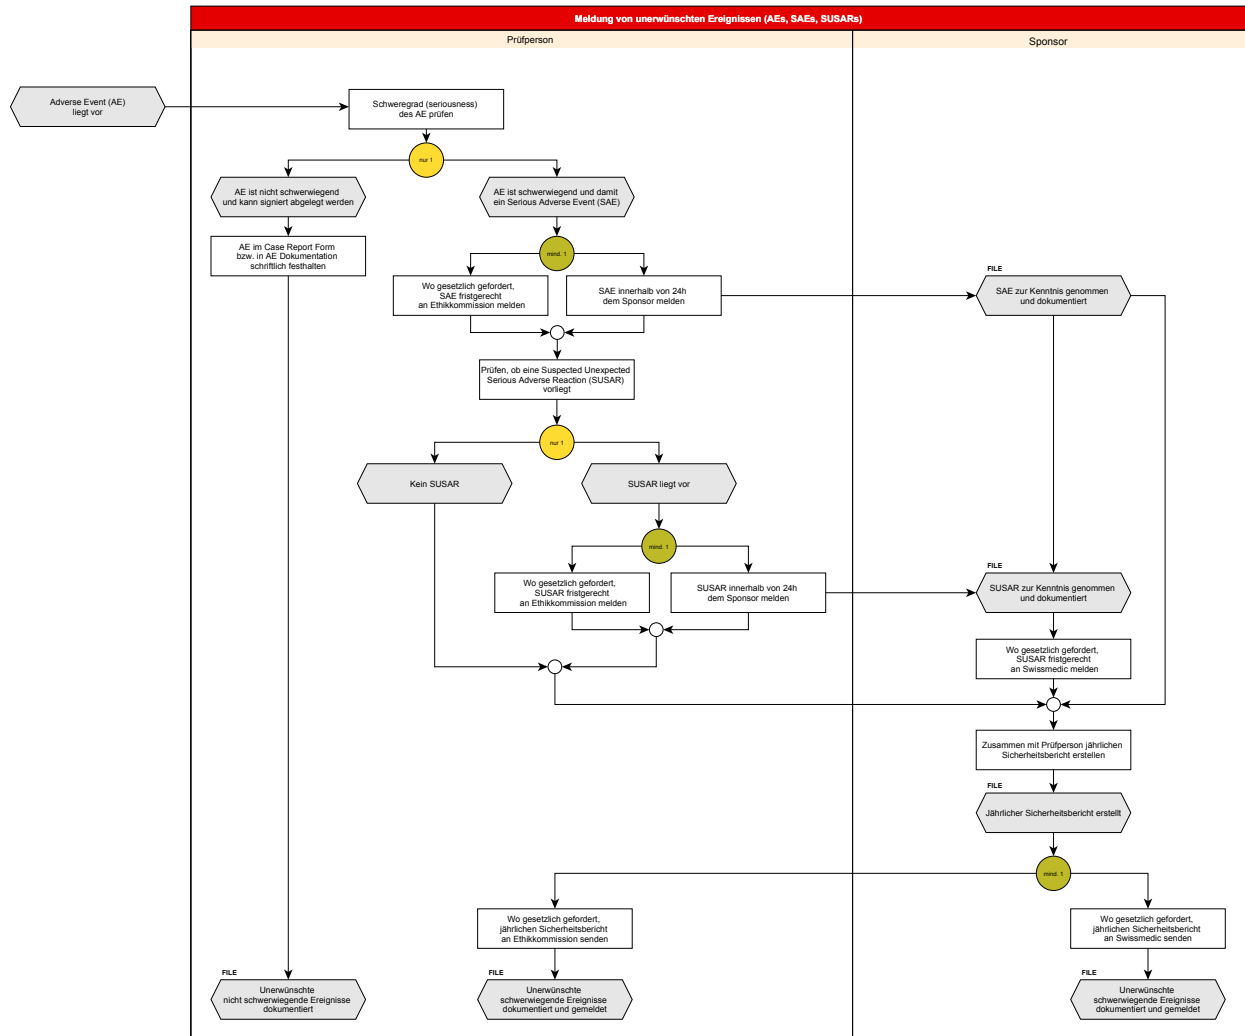 Meldung von unerwünschten Ereignissen (AEs, SAEs, SUSARs)
Prüfperson
Sponsor
Adverse Event (AE)
liegt vor
Schweregrad (seriousness)
des AE prüfen
nur 1
AE ist nicht schwerwiegend
und kann signiert abgelegt werden
AE ist schwerwiegend und damit
ein Serious Adverse Event (SAE)
AE im Case Report Form
bzw. in AE Dokumentation
schriftlich festhalten
mind. 1
Wo gesetzlich gefordert,
SAE fristgerecht
an Ethikkommission melden
SAE innerhalb von 24h
dem Sponsor melden
FILE
SAE zur Kenntnis genommen
und dokumentiert
Prüfen, ob eine Suspected Unexpected
Serious Adverse Reaction (SUSAR)
vorliegt
nur 1
Kein SUSAR
SUSAR liegt vor
mind. 1
Wo gesetzlich gefordert,
SUSAR fristgerecht
an Ethikkommission melden
SUSAR innerhalb von 24h
dem Sponsor melden
FILE
SUSAR zur Kenntnis genommen
und dokumentiert
Wo gesetzlich gefordert,
SUSAR fristgerecht
an Swissmedic melden
Zusammen mit Prüfperson jährlichen
Sicherheitsbericht erstellen
FILE
Jährlicher Sicherheitsbericht erstellt
mind. 1
Wo gesetzlich gefordert,
jährlichen Sicherheitsbericht
an Ethikkommission senden
Wo gesetzlich gefordert,
jährlichen Sicherheitsbericht
an Swissmedic senden
FILE
Unerwünschte
nicht schwerwiegende Ereignisse
dokumentiert
FILE
Unerwünschte
schwerwiegende Ereignisse
dokumentiert und gemeldet
FILE
Unerwünschte
schwerwiegende Ereignisse
dokumentiert und gemeldet